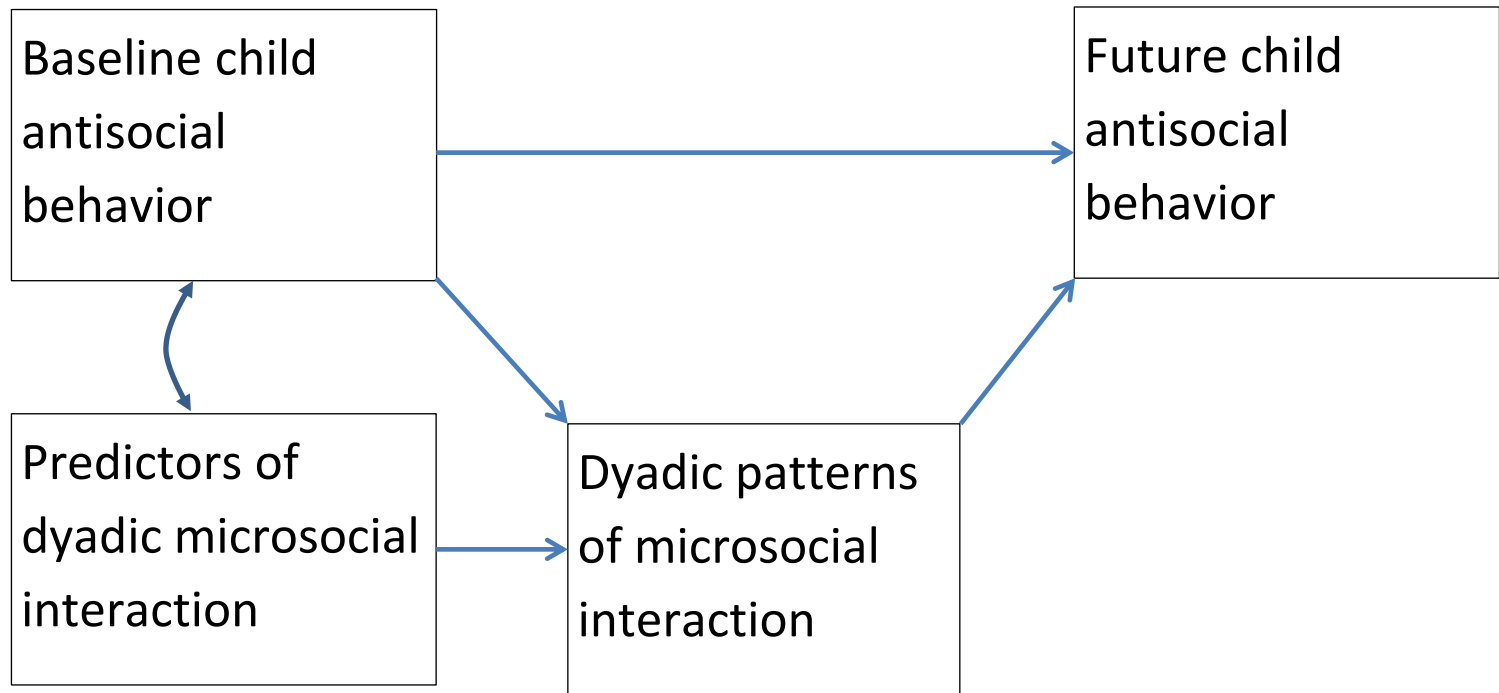 Baseline child
antisocial
behavior
Future child
antisocial
behavior
Predictors of
dyadic microsocial
interaction
Dyadic patterns
of microsocial
interaction